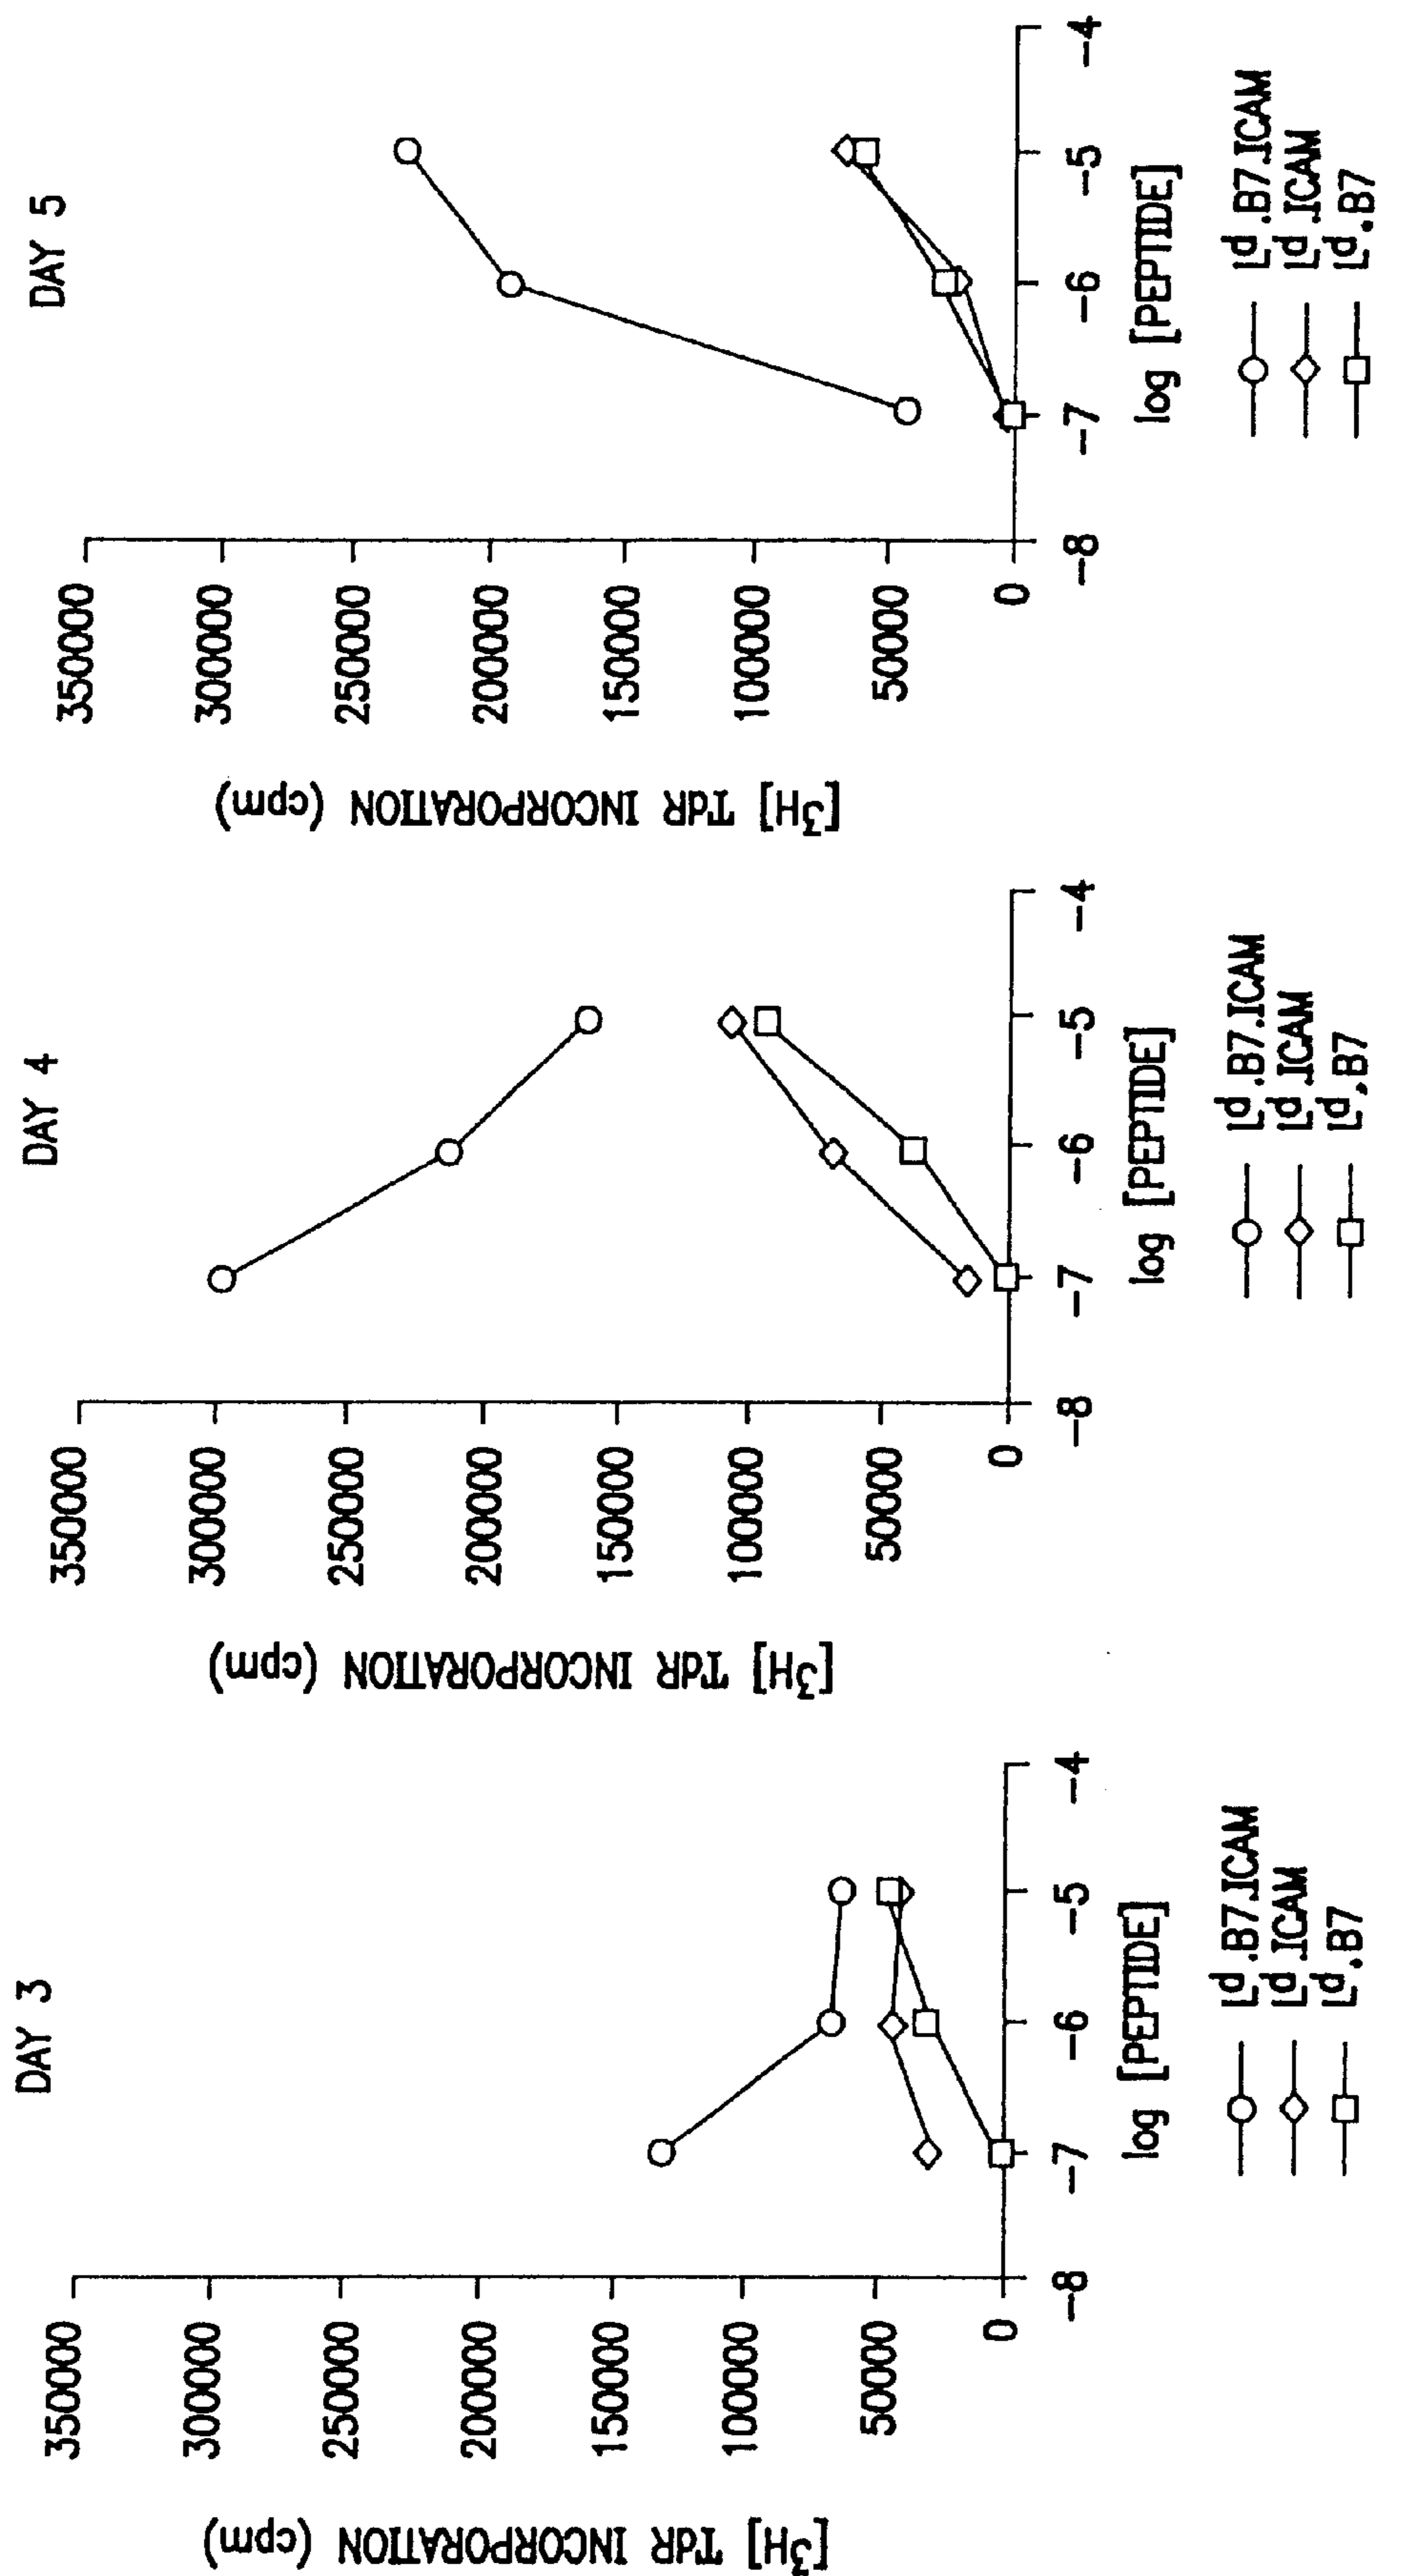 DAY 3
[3H] TdR INCORPORATION (cpm)
350000
300000
250000
200000
150000
100000
50000
0
-8
-7
-6
-5
-4
log [PEPTIDE]
Ld.B7.ICAM
Ld.ICAM
Ld.B7
DAY 4
[3H] TdR INCORPORATION (cpm)
350000
300000
250000
200000
150000
100000
50000
0
-8
-7
-6
-5
-4
log [PEPTIDE]
Ld.B7.ICAM
Ld.ICAM
Ld.B7
DAY 5
[3H] TdR INCORPORATION (cpm)
350000
300000
250000
200000
150000
100000
50000
0
-8
-7
-6
-5
-4
log [PEPTIDE]
Ld.B7.ICAM
Ld.ICAM
Ld.B7